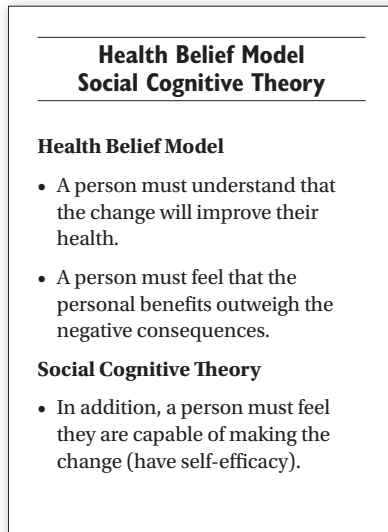 Health Belief Model
Social Cognitive Theory
Health Belief Model
• A person must understand that
the change will improve their
health.
• A person must feel that the
personal benefits outweigh the
negative consequences.
Social Cognitive Theory
• In addition, a person must feel
they are capable of making the
change (have self-efficacy).